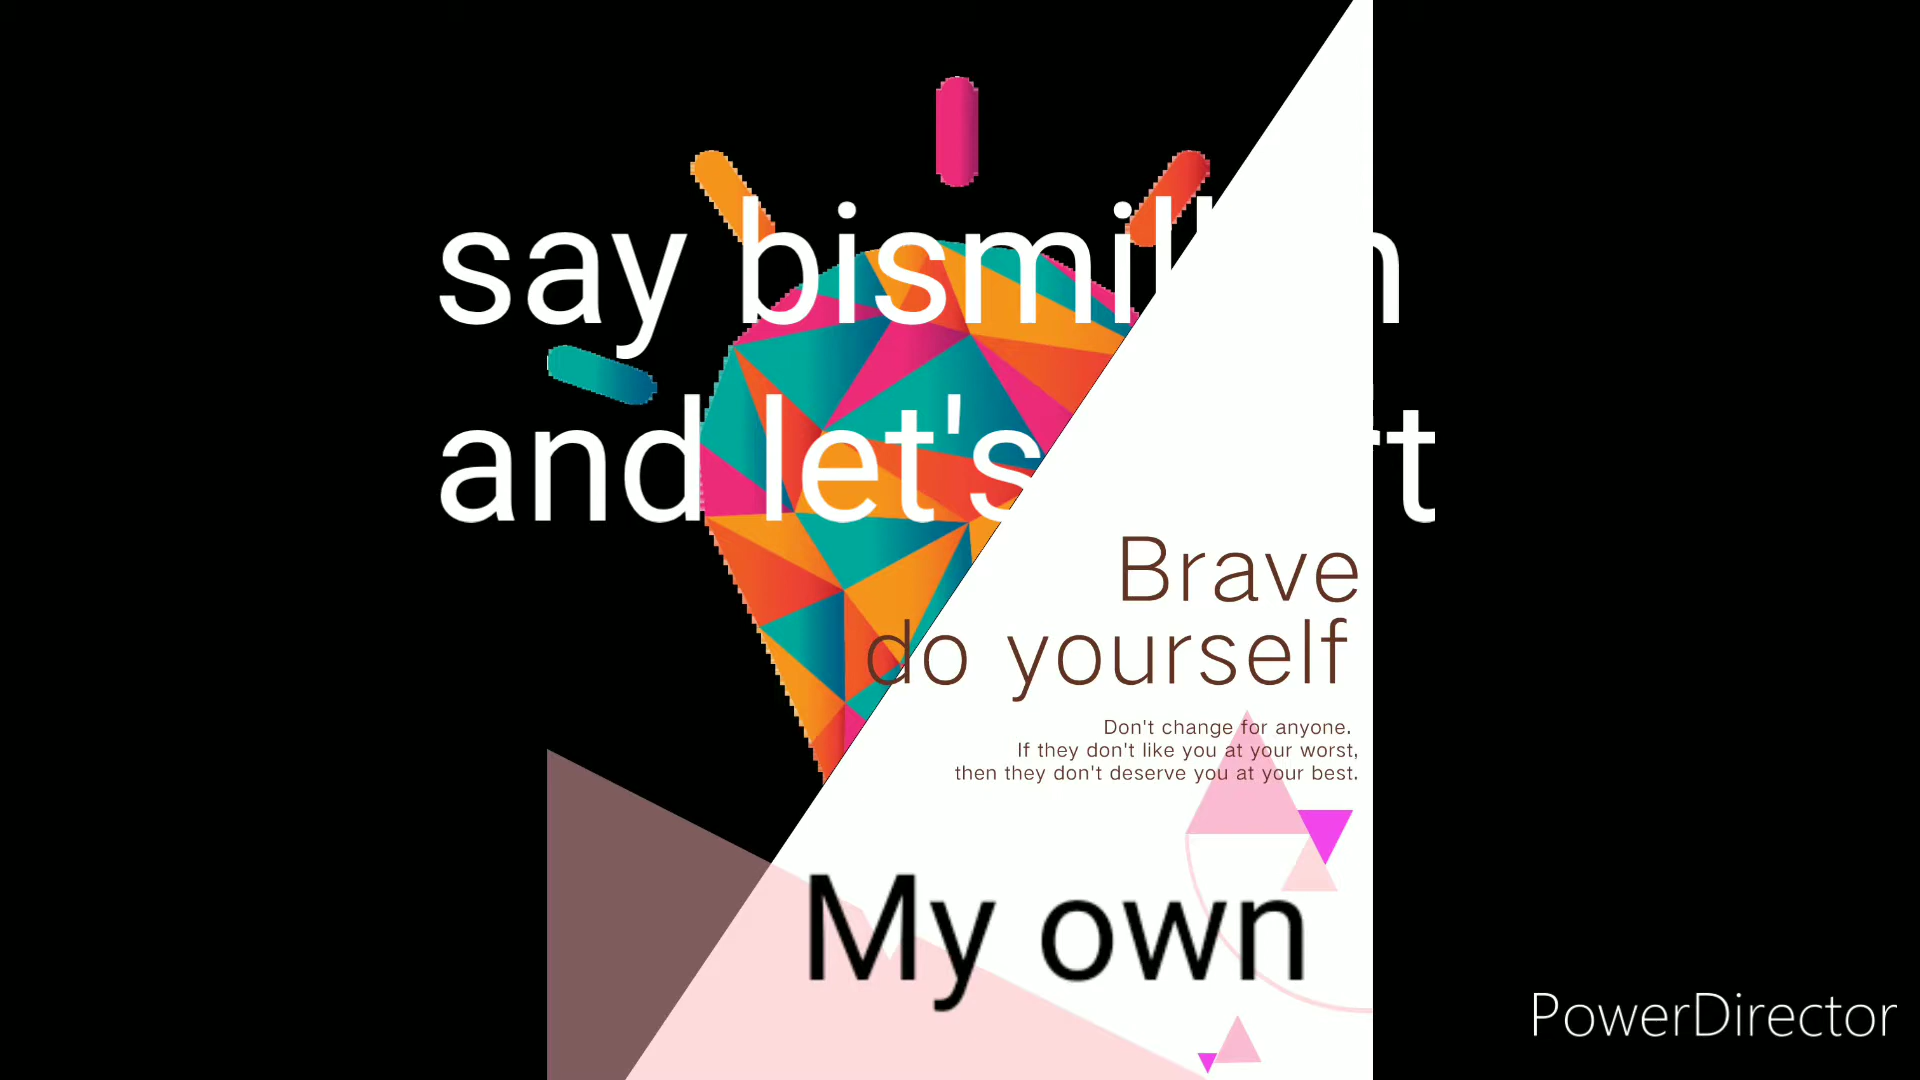 say
and let's
Brave
do yourself
Don't change for anyone.
If they don't like you at your worst,
then they don't deserve you at your best.
My own
PowerDirector